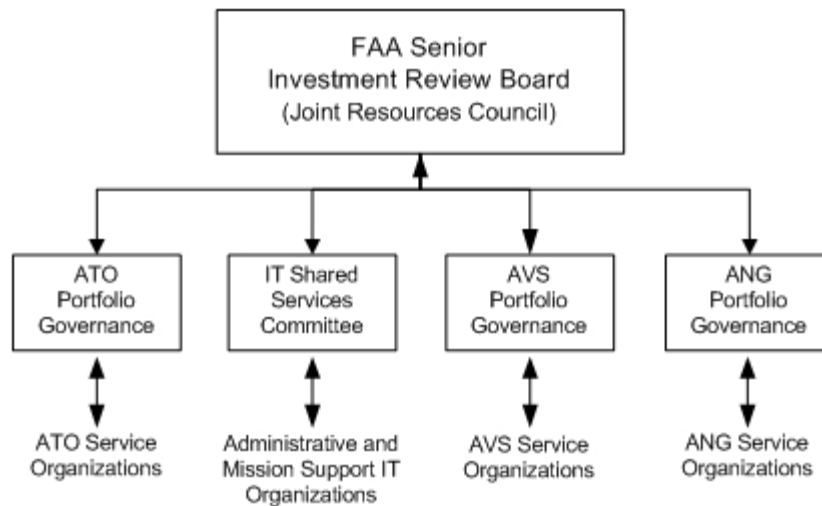 FAA Senior
Investment Review Board
(Joint Resources Council)
ATO
Portfolio
Governance
IT Shared
Services
Committee
AVS
Portfolio
Governance
ANG
Portfolio
Governance
ATO Service
Organizations
Administrative and
Mission Support IT
Organizations
AVS Service
Organizations
ANG Service
Organizations